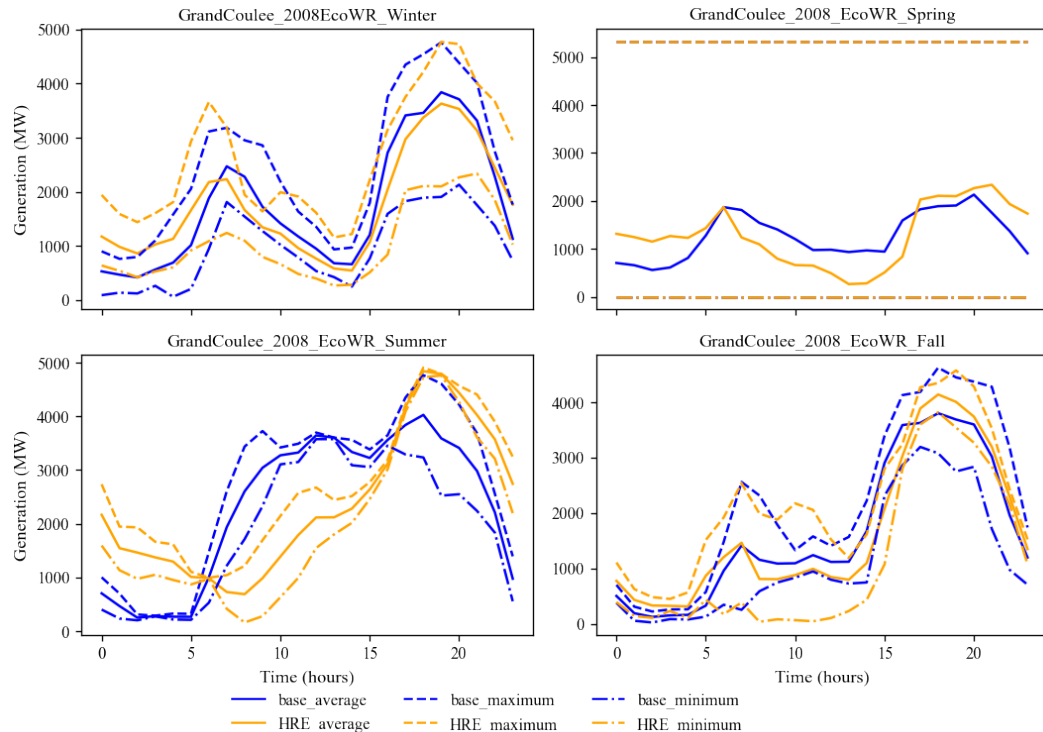 GrandCoulee_2008EcoWR_Winter
GrandCoulee_2008_EcoWR_Spring
Generation (MW)
5000
4000
3000
2000
1000
0
5000
4000
3000
2000
1000
0
GrandCoulee_2008_EcoWR_Summer
GrandCoulee_2008_EcoWR_Fall
Generation (MW)
5000
4000
3000
2000
1000
0
4000
3000
2000
1000
0
0 5 10 15 20
0 5 10 15 20
Time (hours)
Time (hours)
base_average base_maximum base_minimum
HRE_average HRE_maximum HRE_minimum